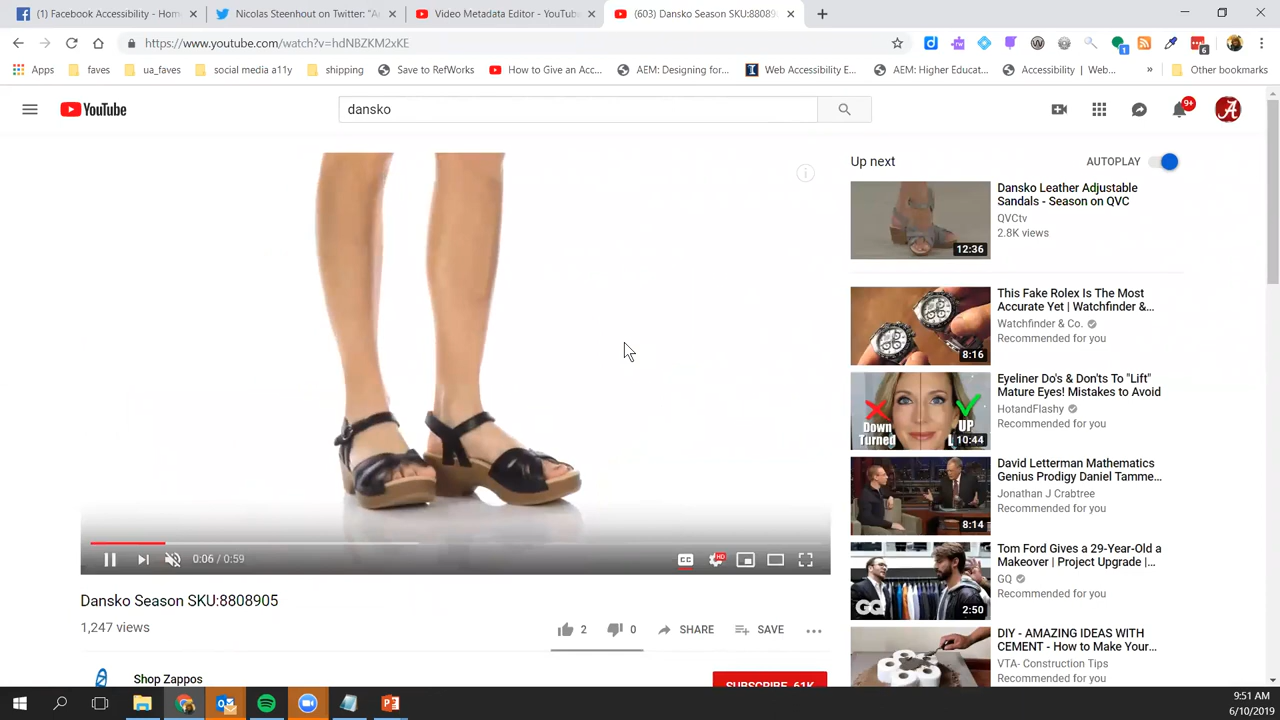 (1) Facebook Accessibility - Hom
Nicolas Steenhout on Twitter: "A
Video Metadata Editor - YouTube
(603) Dansko Season SKU:88089
https://www.youtube.com/watch?v=hdNBZKM2xKE
1
6
Apps
faves
ua_faves
social media a11y
shipping
Save to RefWorks
How to Give an Acc...
AEM: Designing for...
Web Accessibility E...
AEM: Higher Educat...
Accessibility | Web...
»
Other bookmarks
YouTube
dansko
9+
A
Up next
AUTOPLAY
Dansko Leather Adjustable
Sandals - Season on QVC
QVCtv
2.8K views
12:36
This Fake Rolex Is The Most
Accurate Yet | Watchfinder &...
Watchfinder & Co.
Recommended for you
8:16
Eyeliner Do's & Don'ts To "Lift"
Mature Eyes! Mistakes to Avoid
HotandFlashy
Recommended for you
Down
Turned
UP
10:44
David Letterman Mathematics
Genius Prodigy Daniel Tamme...
Jonathan J Crabtree
Recommended for you
8:14
Tom Ford Gives a 29-Year-Old a
Makeover | Project Upgrade |...
GQ
Recommended for you
GQ
2:50
DIY - AMAZING IDEAS WITH
CEMENT - How to Make Your...
VTA- Construction Tips
Recommended for you
0:06 / 0:59
CC
HD
Dansko Season SKU:8808905
1,247 views
2
0
SHARE
SAVE
Shop Zappos
SUBSCRIBE 61K
9:51 AM
6/10/2019